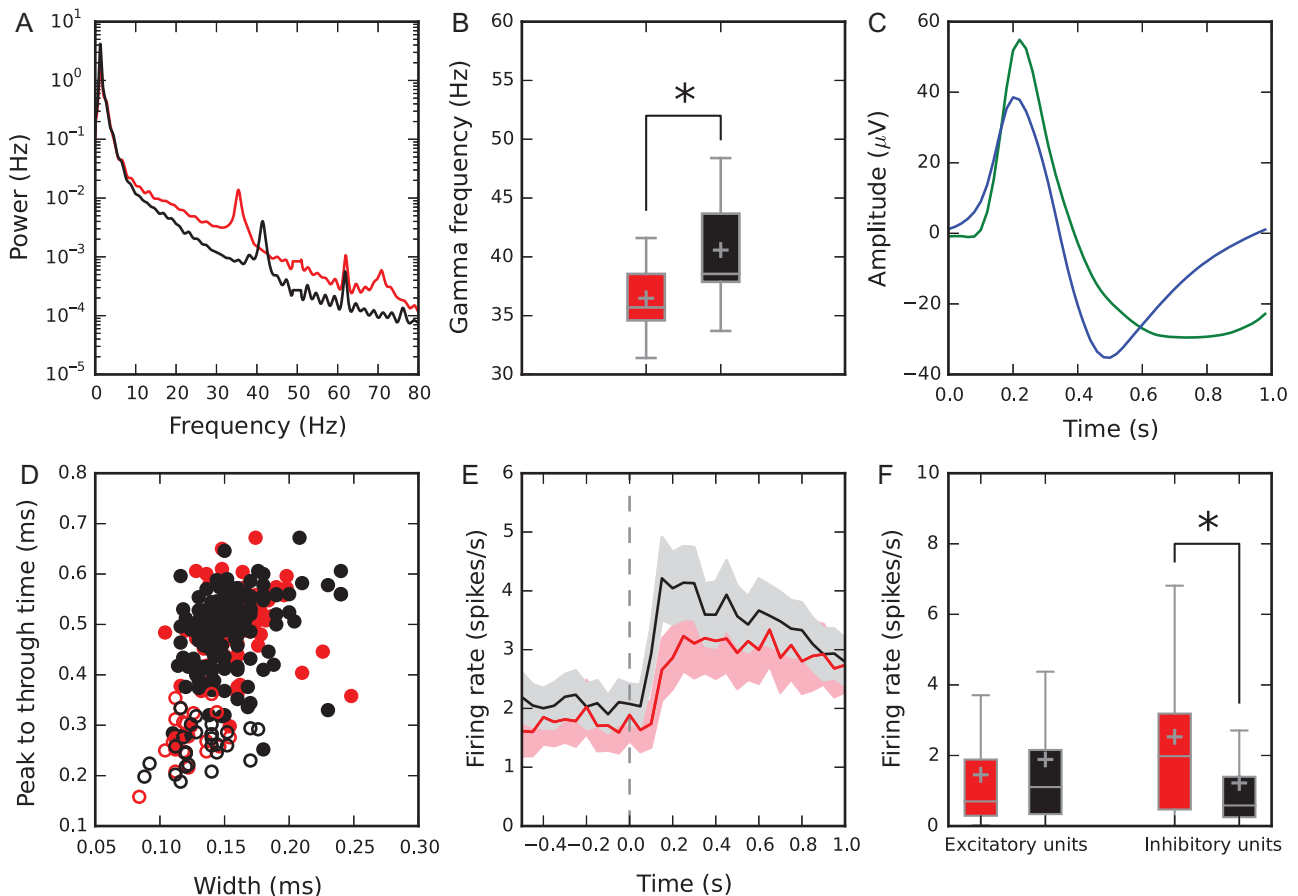 A
10^1
10^0
10^-1
10^-2
10^-3
10^-4
10^-5
Power (Hz)
0 10 20 30 40 50 60 70 80
Frequency (Hz)
B
60
55
50
45
40
35
30
Gamma frequency (Hz)
*
C
60
40
20
0
−20
−40
Amplitude (μV)
0.0 0.2 0.4 0.6 0.8 1.0
Time (s)
D
0.8
0.7
0.6
0.5
0.4
0.3
0.2
0.1
Peak to through time (ms)
0.05 0.10 0.15 0.20 0.25 0.30
Width (ms)
E
6
5
4
3
2
1
0
Firing rate (spikes/s)
−0.4 −0.2 0.0 0.2 0.4 0.6 0.8 1.0
Time (s)
F
10
8
6
4
2
0
Firing rate (spikes/s)
*
Excitatory units Inhibitory units